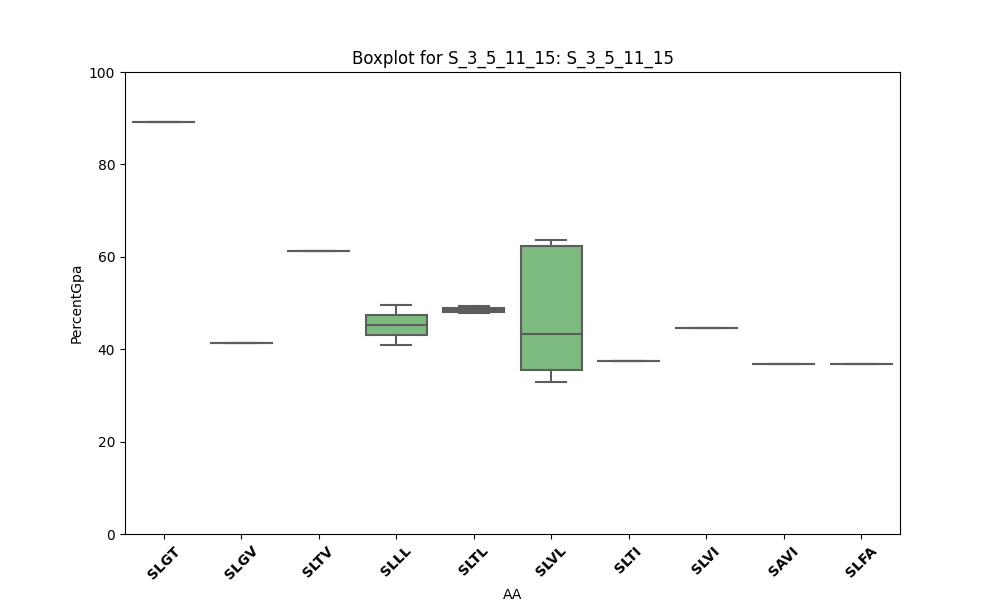 Boxplot for S_3_5_11_15: S_3_5_11_15
100
80
60
40
20
0
PercentGpa
SLGT
SLGV
SLTV
SLLL
SLTL
SLVL
SLTI
SLVI
SAVI
SLFA
AA